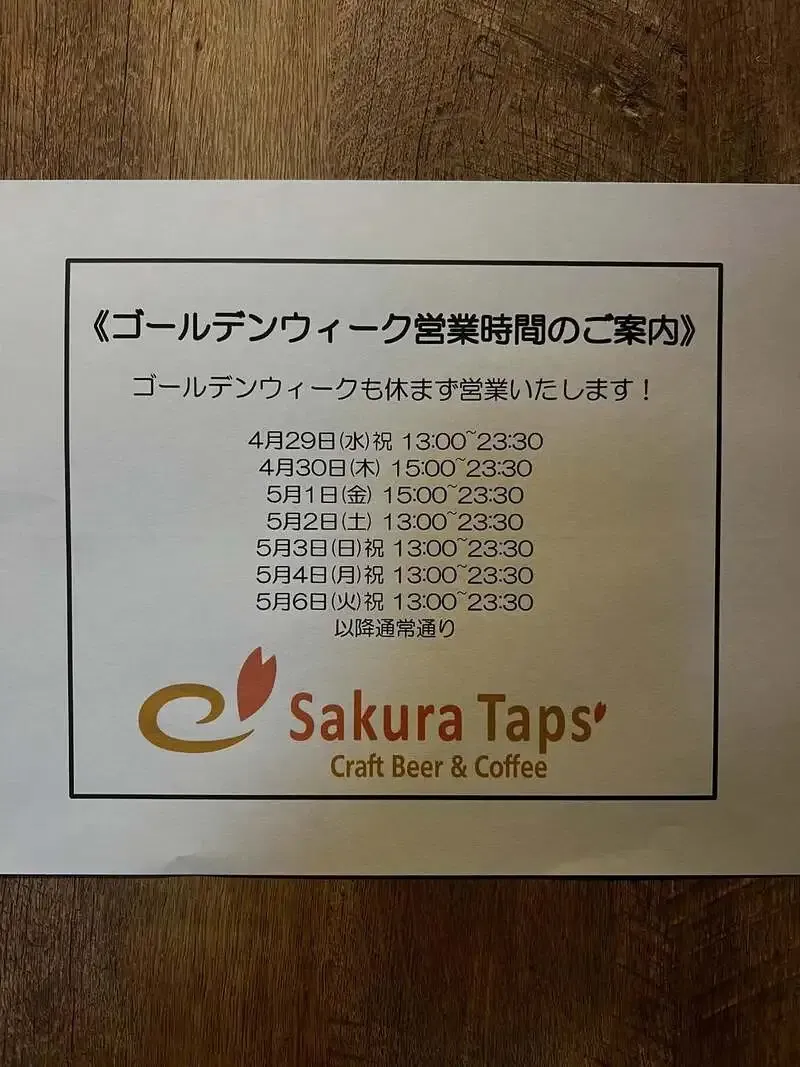 《ゴールデンウィーク営業時間のご案内》
ゴールデンウィークも休まず営業いたします！
4月29日(水)祝 13:00~23:30
4月30日(木) 15:00~23:30
5月1日(金) 15:00~23:30
5月2日(土) 13:00~23:30
5月3日(日)祝 13:00~23:30
5月4日(月)祝 13:00~23:30
5月6日(火)祝 13:00~23:30
以降通常通り
Sakura Taps
Craft Beer & Coffee